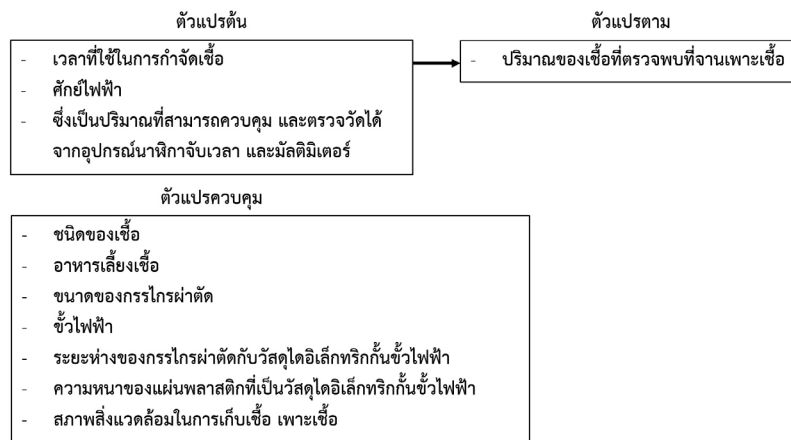 ตัวแปรต้น
- เวลาที่ใช้ในการกำจัดเชื้อ
- ศักย์ไฟฟ้า
- ซึ่งเป็นปริมาณที่สามารถควบคุม และตรวจวัดได้
จากอุปกรณ์นาฬิกาจับเวลา และมัลติมิเตอร์
ตัวแปรตาม
- ปริมาณของเชื้อที่ตรวจพบที่จานเพาะเชื้อ
ตัวแปรควบคุม
- ชนิดของเชื้อ
- อาหารเลี้ยงเชื้อ
- ขนาดของกรรไกรผ่าตัด
- ขั้วไฟฟ้า
- ระยะห่างของกรรไกรผ่าตัดกับวัสดุไดอิเล็กทริกกั้นขั้วไฟฟ้า
- ความหนาของแผ่นพลาสติกที่เป็นวัสดุไดอิเล็กทริกกั้นขั้วไฟฟ้า
- สภาพสิ่งแวดล้อมในการเก็บเชื้อ เพาะเชื้อ